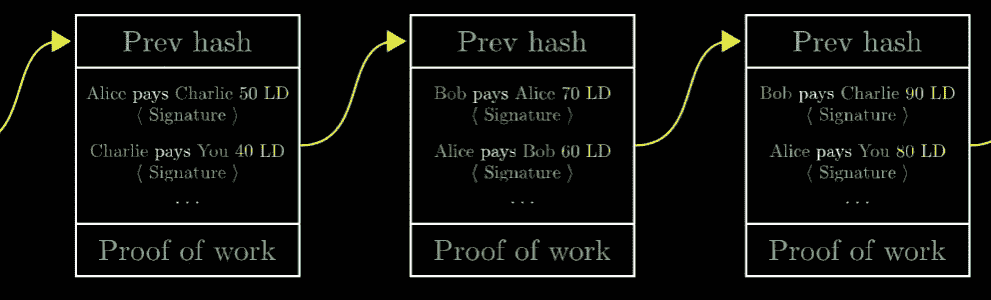 Prev hash
Alice pays Charlie 50 LD
⟨ Signature ⟩
Charlie pays You 40 LD
⟨ Signature ⟩
...
Proof of work
Prev hash
Bob pays Alice 70 LD
⟨ Signature ⟩
Alice pays Bob 60 LD
⟨ Signature ⟩
...
Proof of work
Prev hash
Bob pays Charlie 90 LD
⟨ Signature ⟩
Alice pays You 80 LD
⟨ Signature ⟩
...
Proof of work